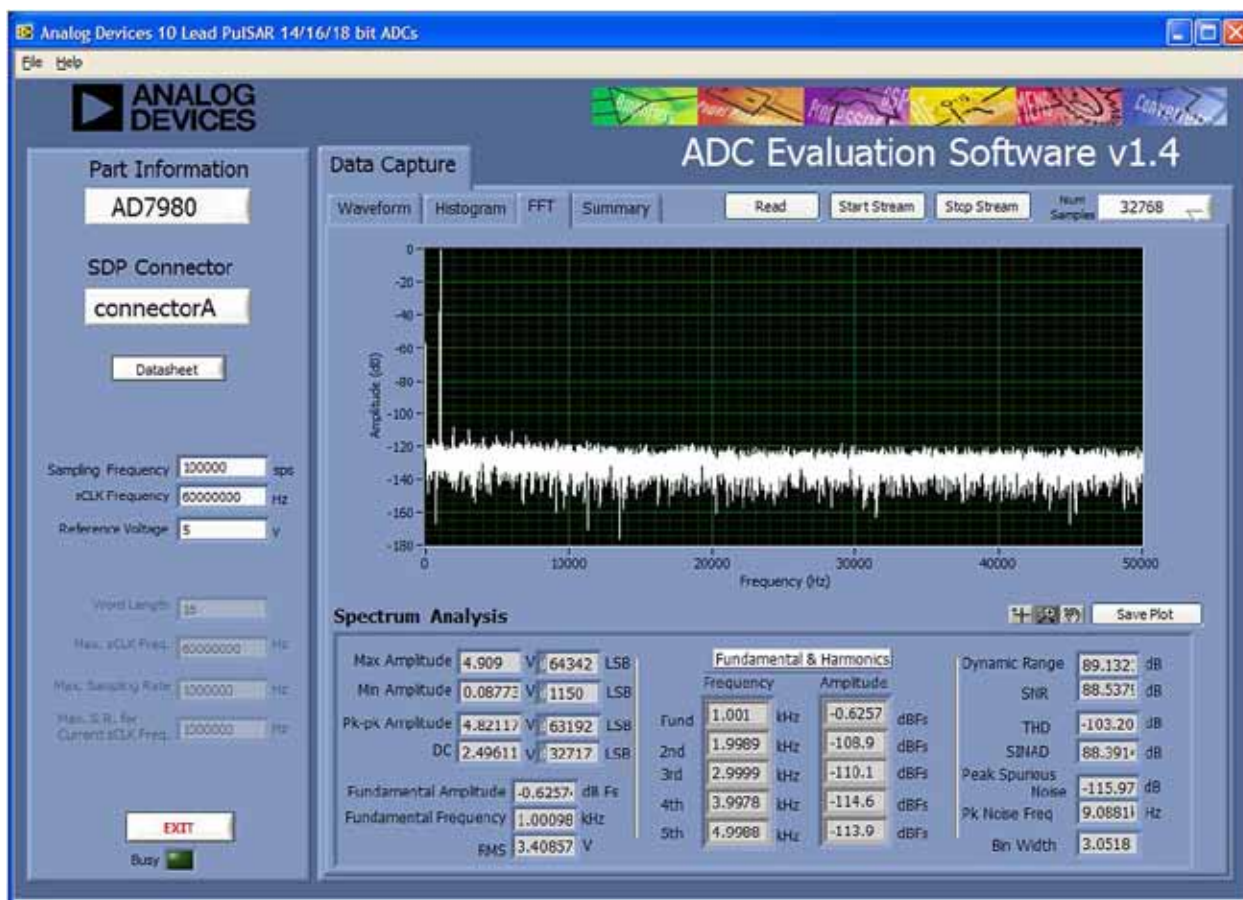 Analog Devices 10 Lead PulSAR 14/16/18 bit ADCs
File Help
ANALOG
DEVICES
ADC Evaluation Software v1.4
Part Information
AD7980
SDP Connector
connectorA
Datasheet
Sampling Frequency 100000 sps
sCLK Frequency 60000000 Hz
Reference Voltage 5 V
Word Length 16
Max. sCLK Freq. 60000000 Hz
Max. Sampling Rate 1000000 Hz
Max. S.R. for
Current sCLK Freq. 1000000 Hz
EXIT
Busy
Data Capture
Waveform Histogram FFT Summary
Read Start Stream Stop Stream
Num
Samples 32768
Amplitude (dB)
0
-20
-40
-60
-80
-100
-120
-140
-160
-180
0 10000 20000 30000 40000 50000
Frequency (Hz)
Spectrum Analysis
Save Plot
Max Amplitude 4.909 V 64342 LSB
Min Amplitude 0.08773 V 1150 LSB
Pk-pk Amplitude 4.82117 V 63192 LSB
DC 2.49611 V 32717 LSB
Fundamental Amplitude -0.6257 dB Fs
Fundamental Frequency 1.00098 kHz
RMS 3.40857 V
Fundamental & Harmonics
Frequency Amplitude
Fund 1.001 kHz -0.6257 dBFs
2nd 1.9989 kHz -108.9 dBFs
3rd 2.9999 kHz -110.1 dBFs
4th 3.9978 kHz -114.6 dBFs
5th 4.9988 kHz -113.9 dBFs
Dynamic Range 89.132 dB
SNR 88.537 dB
THD -103.20 dB
SINAD 88.391 dB
Peak Spurious
Noise -115.97 dB
Pk Noise Freq 9.0881 Hz
Bin Width 3.0518